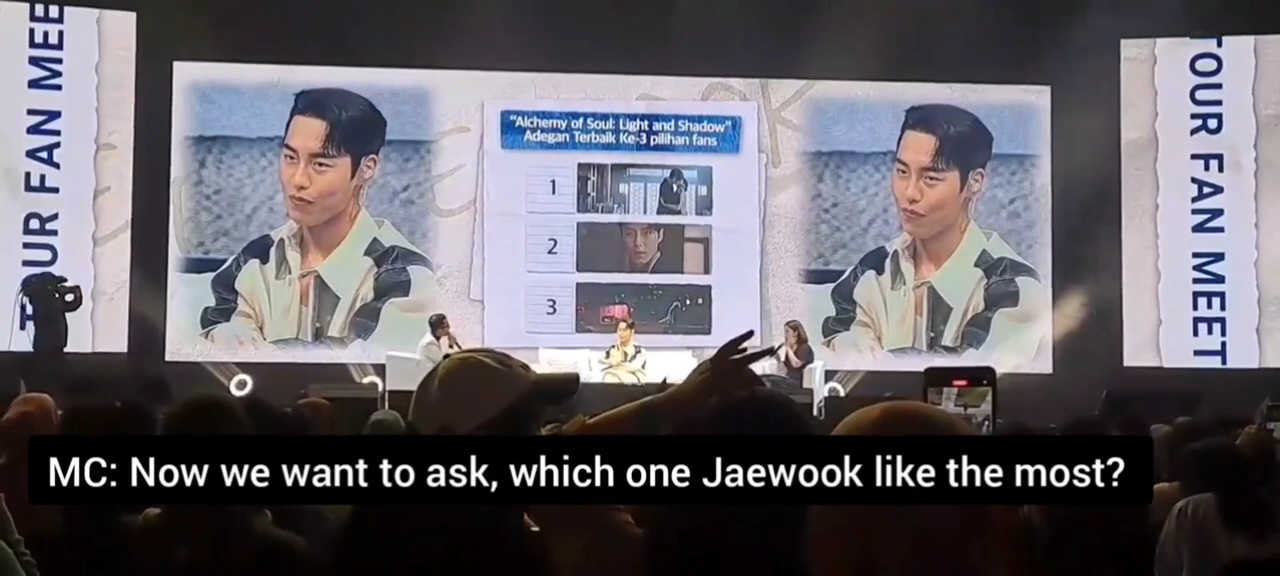 TOUR FAN MEE
"Alchemy of Soul: Light and Shadow"
Adegan Terbaik Ke-3 pilihan fans
1
2
3
TOUR FAN MEET
MC: Now we want to ask, which one Jaewook like the most?